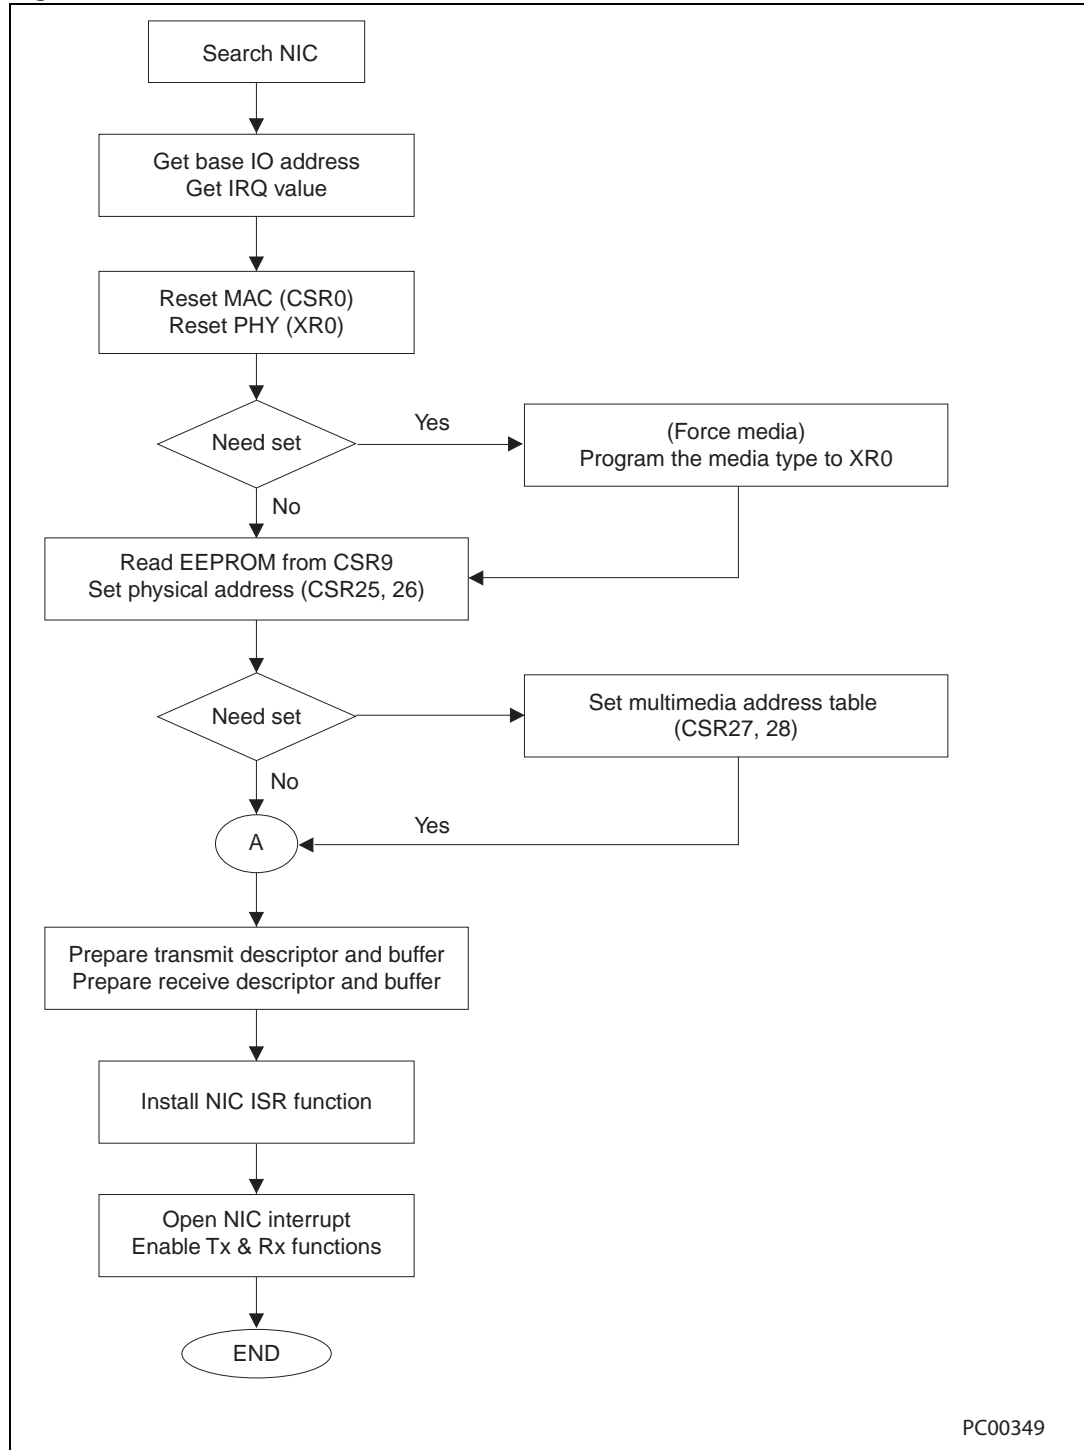 Search NIC
Get base IO address
Get IRQ value
Reset MAC (CSR0)
Reset PHY (XR0)
Need set
Yes
(Force media)
Program the media type to XR0
No
Read EEPROM from CSR9
Set physical address (CSR25, 26)
Need set
Set multimedia address table
(CSR27, 28)
No
Yes
A
Prepare transmit descriptor and buffer
Prepare receive descriptor and buffer
Install NIC ISR function
Open NIC interrupt
Enable Tx & Rx functions
END
PC00349